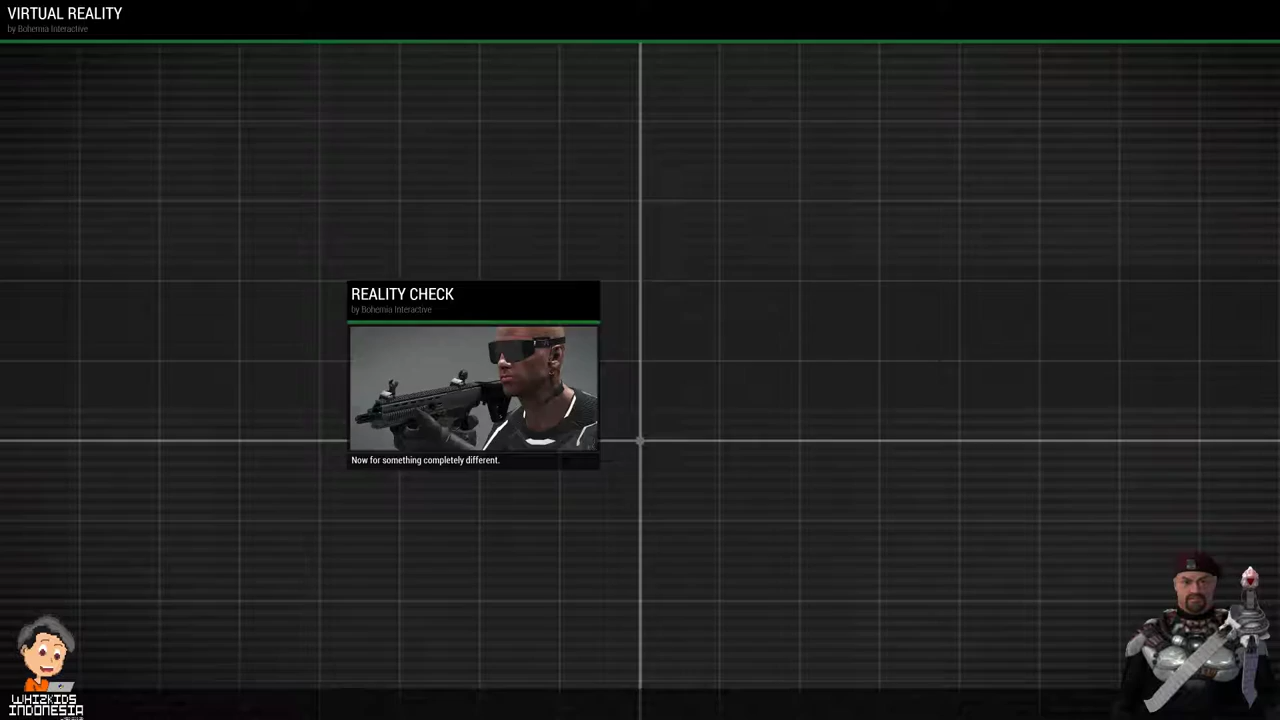 VIRTUAL REALITY
by Bohemia Interactive
REALITY CHECK
by Bohemia Interactive
Now for something completely different.
WHIZKIDS
INDONESIA